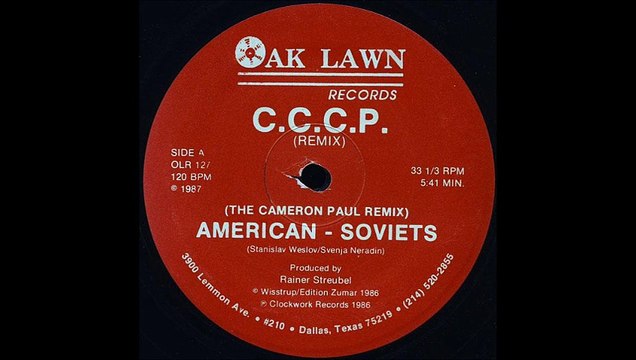 OAK LAWN
RECORDS
C.C.C.P.
(REMIX)
SIDE A
OLR 127
120 BPM
© 1987
33 1/3 RPM
5:41 MIN.
(THE CAMERON PAUL REMIX)
AMERICAN - SOVIETS
(Stanislav Weslov/Svenja Neradin)
Produced by
Rainer Streubel
© Wisstrup/Edition Zumar 1986
℗ Clockwork Records 1986
3900 Lemmon Ave. • #210 • Dallas, Texas 75219 • (214) 520-2855